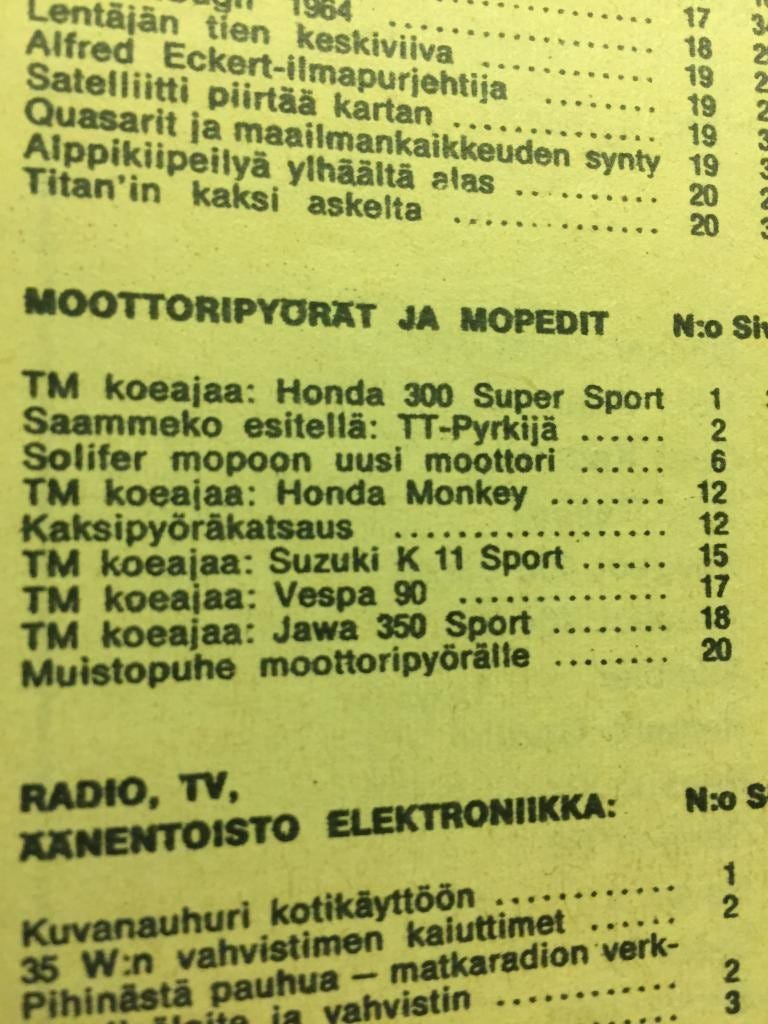 1964 ................ 17
Lentäjän tien keskiviiva ............ 18
Alfred Eckert-ilmapurjehtija ........ 19
Satelliitti piirtää kartan ............ 19
Quasarit ja maailmankaikkeuden synty 19
Alppikiipeilyä ylhäältä alas .......... 20
Titan'in kaksi askelta .............. 20
MOOTTORIPYÖRÄT JA MOPEDIT N:o
TM koeajaa: Honda 300 Super Sport 1
Saammeko esitellä: TT-Pyrkijä ...... 2
Solifer mopoon uusi moottori ...... 6
TM koeajaa: Honda Monkey ........ 12
Kaksipyöräkatsaus .................. 12
TM koeajaa: Suzuki K 11 Sport ...... 15
TM koeajaa: Vespa 90 .............. 17
TM koeajaa: Jawa 350 Sport ........ 18
Muistopuhe moottoripyörälle ........ 20
RADIO, TV,
ÄÄNENTOISTO ELEKTRONIIKKA: N:o
Kuvanauhuri kotikäyttöön ............ 1
35 W:n vahvistimen kaiuttimet ...... 2
Pihinästä pauhua — matkaradion verk-
ja vahvistin ............ 2
3